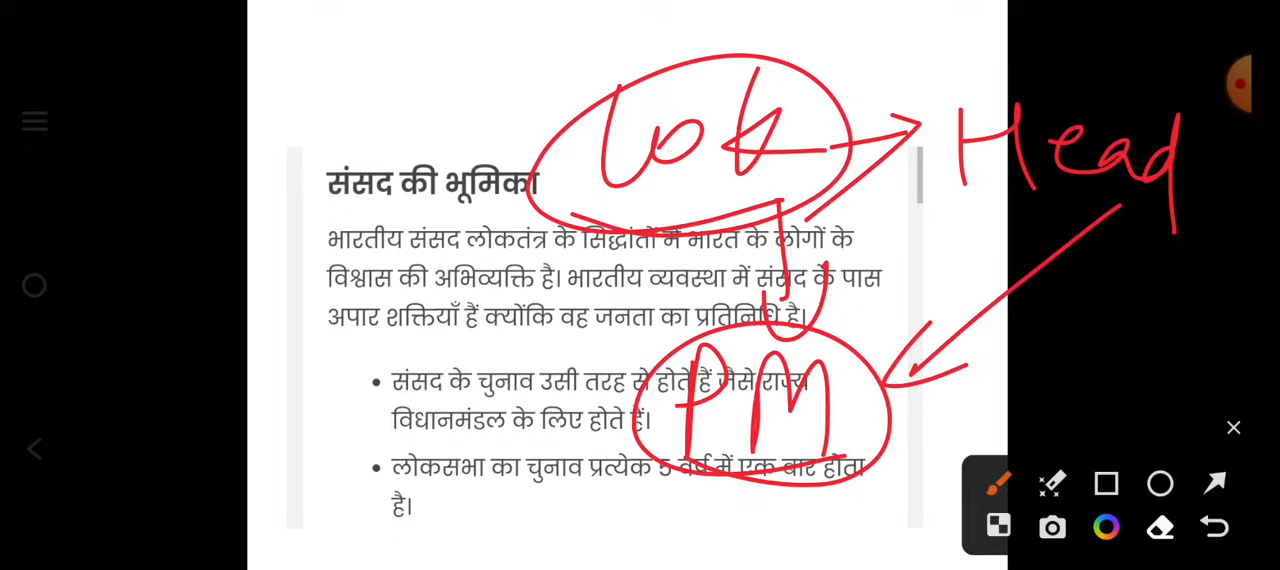 Lok
Head
संसद की भूमिका
भारतीय संसद लोकतंत्र के सिद्धांतों में भारत के लोगों के
विश्वास की अभिव्यक्ति है। भारतीय व्यवस्था में संसद के पास
अपार शक्तियाँ हैं क्योंकि वह जनता का प्रतिनिधि है।
PM
• संसद के चुनाव उसी तरह से होते हैं जैसे राज्य
विधानमंडल के लिए होते हैं।
• लोकसभा का चुनाव प्रत्येक 5 वर्ष में एक बार होता
है।